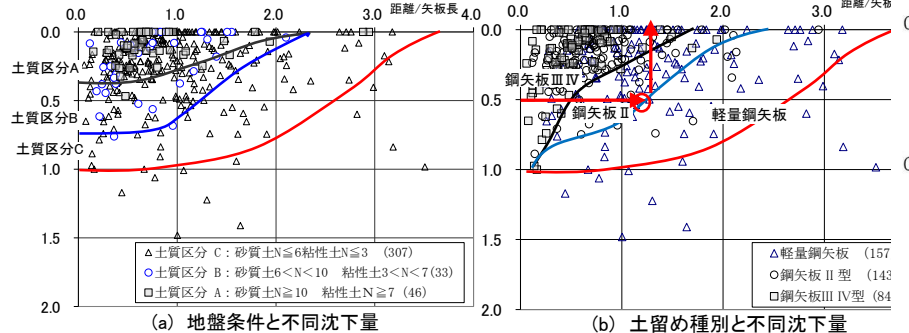 0.0 1.0 2.0 3.0 4.0
距離/矢板長
0.0
0.5
1.0
1.5
2.0
土質区分A
土質区分B
土質区分C
△ 土質区分 C：砂質土N≦6粘性土N≦3 (307)
○ 土質区分 B：砂質土6<N<10 粘性土3<N<7(33)
□ 土質区分 A：砂質土N≧10 粘性土N≧7 (46)
(a) 地盤条件と不同沈下量
0.0 1.0 2.0 3.0
距離/矢板
0.0
0.5
1.0
1.5
2.0
鋼矢板ⅢⅣ
鋼矢板Ⅱ
軽量鋼矢板
△ 軽量鋼矢板 (157
○ 鋼矢板Ⅱ型 (143
□ 鋼矢板Ⅲ Ⅳ型 (84
(b) 土留め種別と不同沈下量
(
(